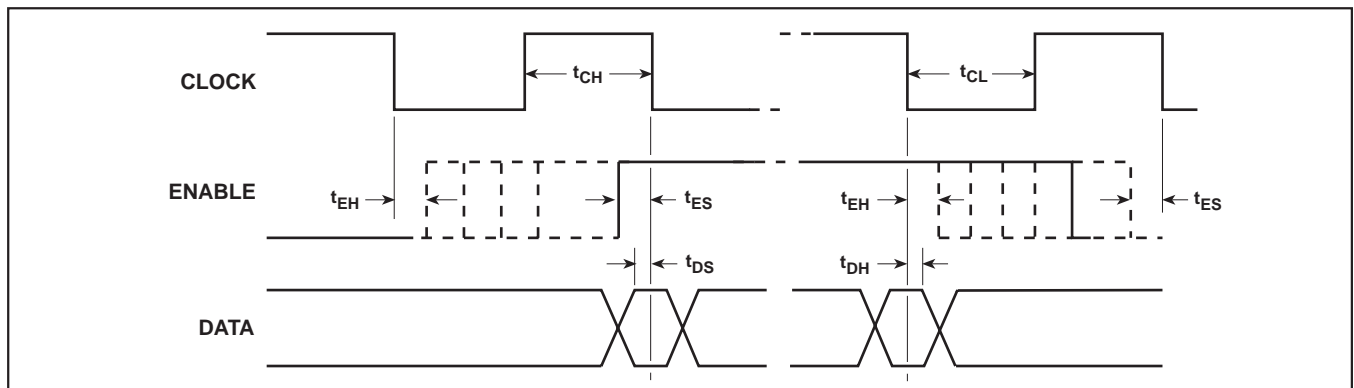 CLOCK
tCH
tCL
ENABLE
tEH
tES
tEH
tES
tDS
tDH
DATA